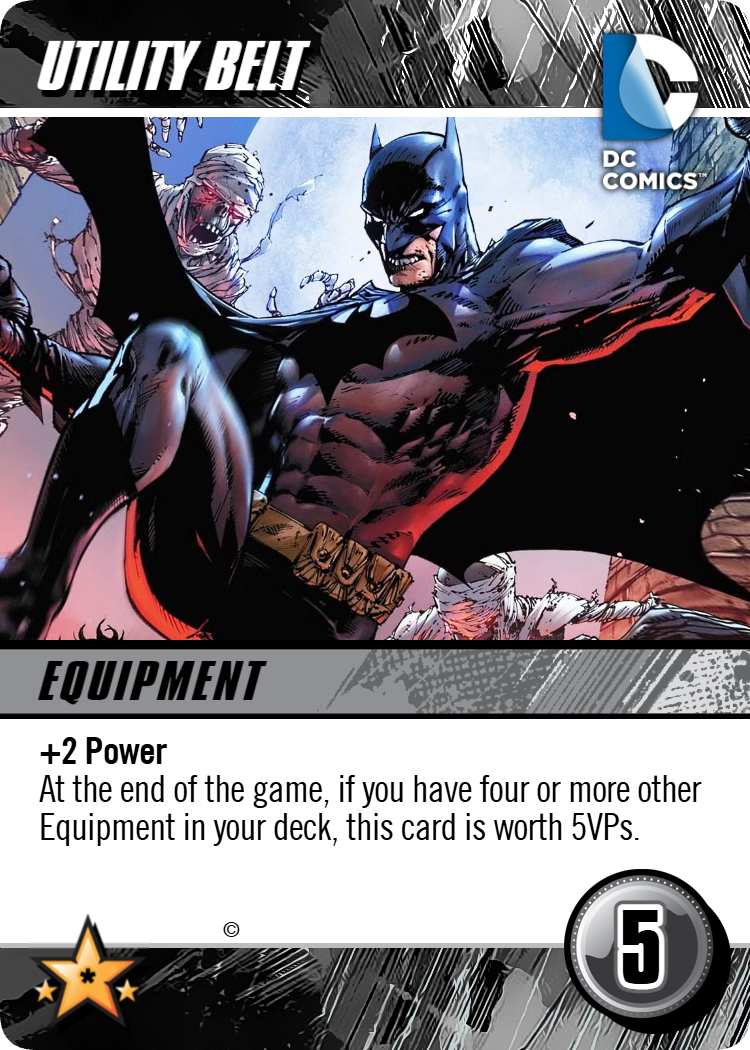 UTILITY BELT
DC
COMICS™
EQUIPMENT
+2 Power
At the end of the game, if you have four or more other
Equipment in your deck, this card is worth 5VPs.
©
*
5